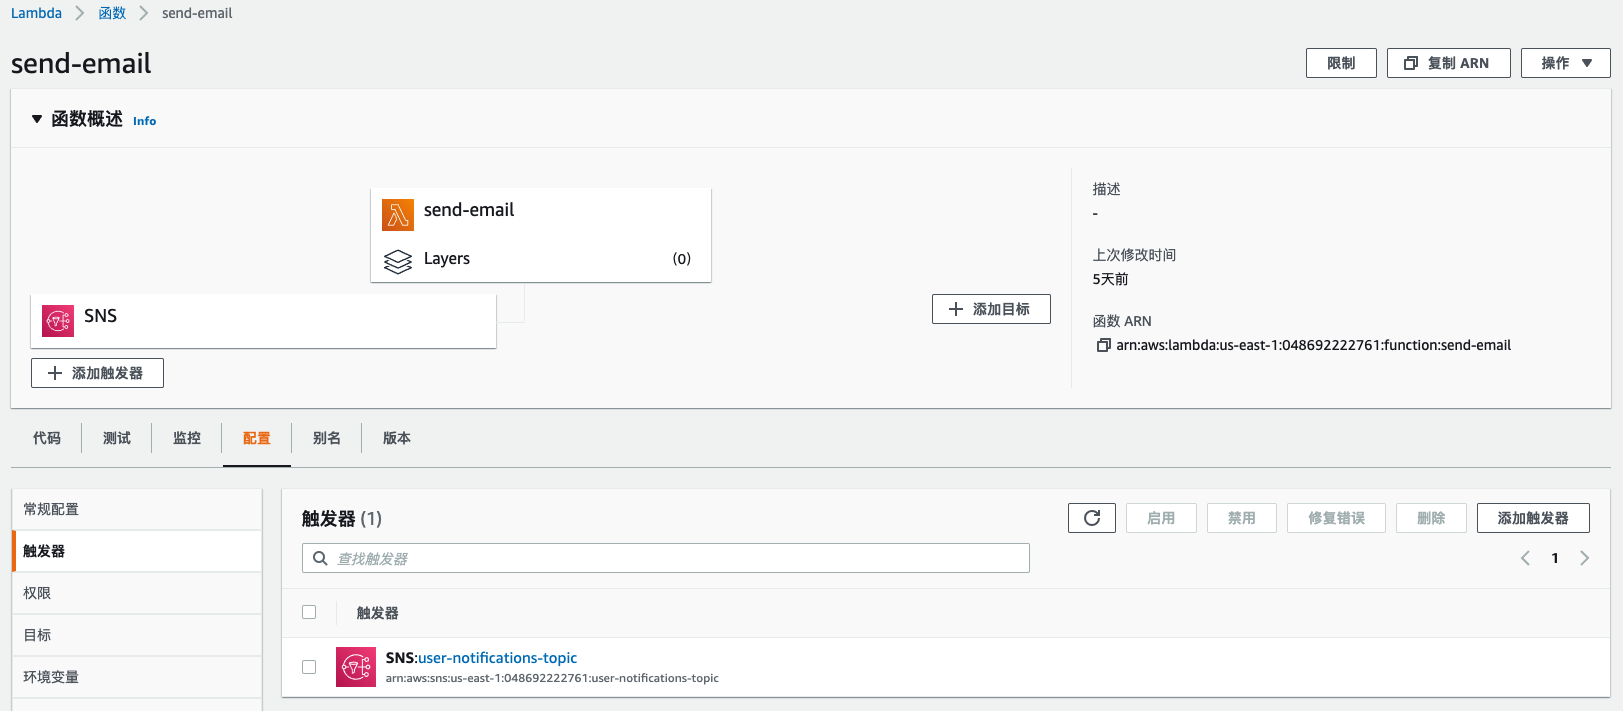 Lambda > 函数 > send-email
send-email
限制 复制 ARN 操作 ▼
▼ 函数概述 Info
send-email
Layers (0)
SNS
+ 添加触发器
+ 添加目标
描述
-
上次修改时间
5天前
函数 ARN
arn:aws:lambda:us-east-1:048692222761:function:send-email
代码 测试 监控 配置 别名 版本
常规配置
触发器
权限
目标
环境变量
触发器 (1)
启用 禁用 修复错误 删除 添加触发器
查找触发器
< 1 >
触发器
SNS:user-notifications-topic
arn:aws:sns:us-east-1:048692222761:user-notifications-topic